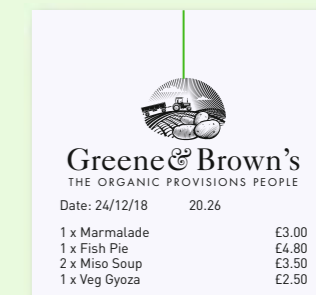 Greene & Brown's
THE ORGANIC PROVISIONS PEOPLE
Date: 24/12/18 20.26
1 x Marmalade £3.00
1 x Fish Pie £4.80
2 x Miso Soup £3.50
1 x Veg Gyoza £2.50